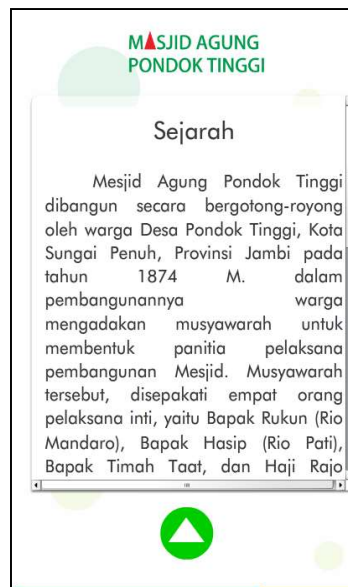 MASJID AGUNG
PONDOK TINGGI
Sejarah
Mesjid Agung Pondok Tinggi
dibangun secara bergotong-royong
oleh warga Desa Pondok Tinggi, Kota
Sungai Penuh, Provinsi Jambi pada
tahun 1874 M. dalam
pembangunannya warga
mengadakan musyawarah untuk
membentuk panitia pelaksana
pembangunan Mesjid. Musyawarah
tersebut, disepakati empat orang
pelaksana inti, yaitu Bapak Rukun (Rio
Mandaro), Bapak Hasip (Rio Pati),
Bapak Timah Taat, dan Haji Rajo